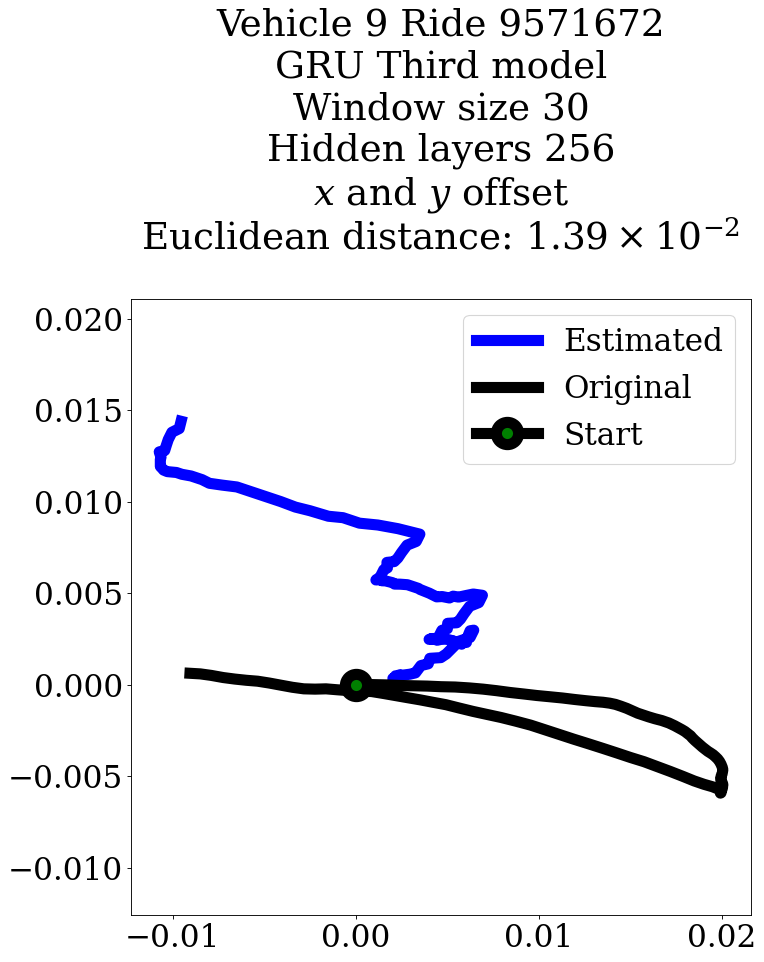 Vehicle 9 Ride 9571672
GRU Third model
Window size 30
Hidden layers 256
x and y offset
Euclidean distance: 1.39 × 10⁻²
Estimated
Original
Start
0.020
0.015
0.010
0.005
0.000
−0.005
−0.010
−0.01 0.00 0.01 0.02